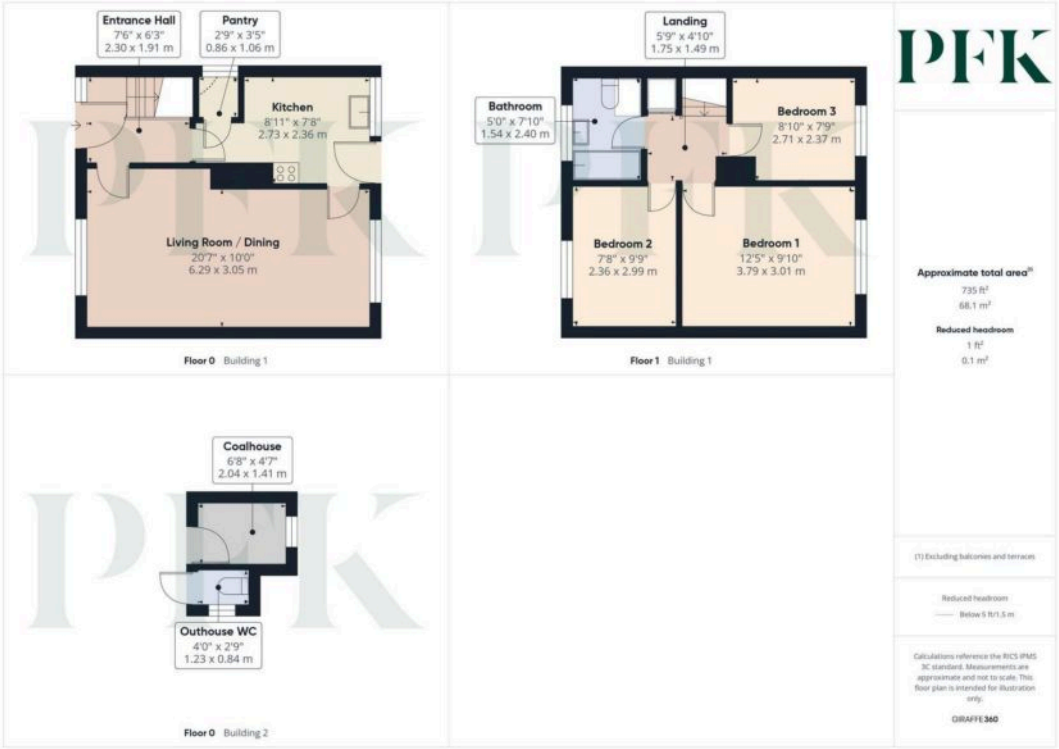 Entrance Hall
7'6" x 6'3"
2.30 x 1.91 m
Pantry
2'9" x 3'5"
0.86 x 1.06 m
Kitchen
8'11" x 7'8"
2.73 x 2.36 m
Living Room / Dining
20'7" x 10'0"
6.29 x 3.05 m
PFK
Floor 0 Building 1
Landing
5'9" x 4'10"
1.75 x 1.49 m
Bathroom
5'0" x 7'10"
1.54 x 2.40 m
Bedroom 3
8'10" x 7'9"
2.71 x 2.37 m
Bedroom 2
7'8" x 9'9"
2.36 x 2.99 m
Bedroom 1
12'5" x 9'10"
3.79 x 3.01 m
PFK
Floor 1 Building 1
Coalhouse
6'8" x 4'7"
2.04 x 1.41 m
Outhouse WC
4'0" x 2'9"
1.23 x 0.84 m
PFK
Floor 0 Building 2
PFK
Approximate total area(1)
735 ft²
68.1 m²
Reduced headroom
1 ft²
0.1 m²
(1) Excluding balconies and terraces
Reduced headroom
Below 5 ft/1.5 m
Calculations reference the RICS IPMS
3C standard. Measurements are
approximate and not to scale. This
floor plan is intended for illustration
only.
GIRAFFE360